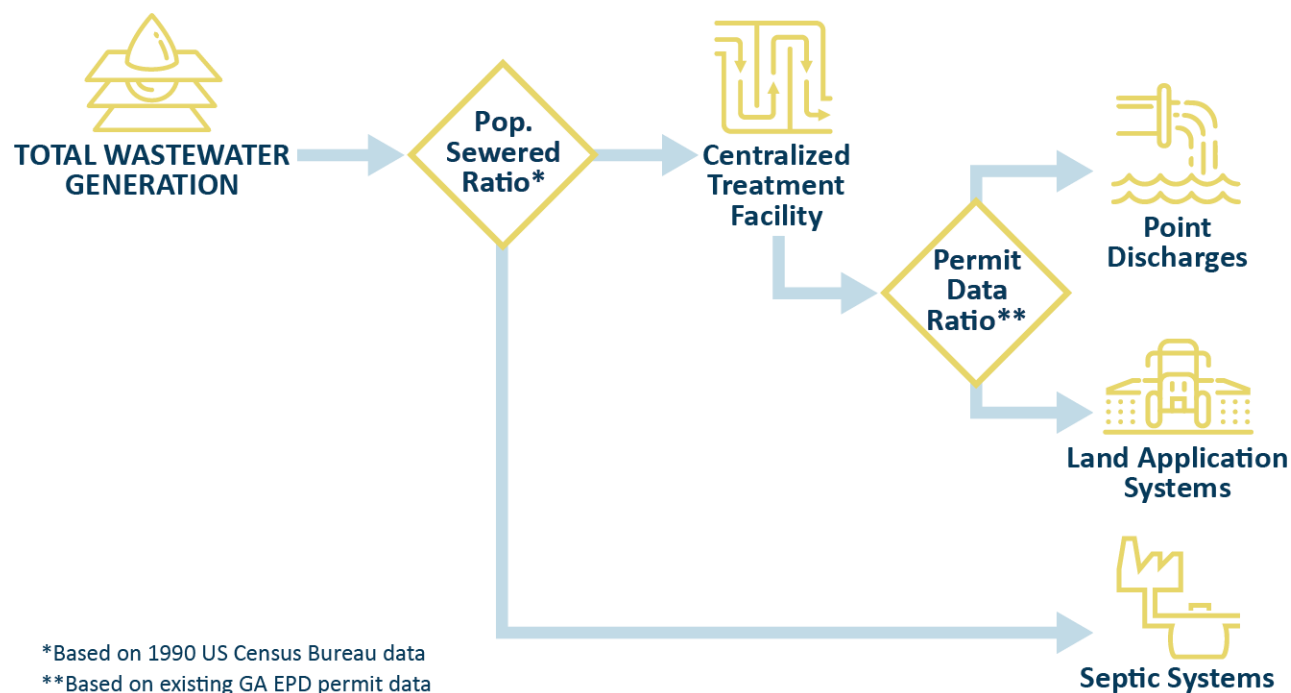 TOTAL WASTEWATER
GENERATION
Pop.
Sewered
Ratio*
Centralized
Treatment
Facility
Permit
Data
Ratio**
Point
Discharges
Land Application
Systems
Septic Systems
*Based on 1990 US Census Bureau data
**Based on existing GA EPD permit data